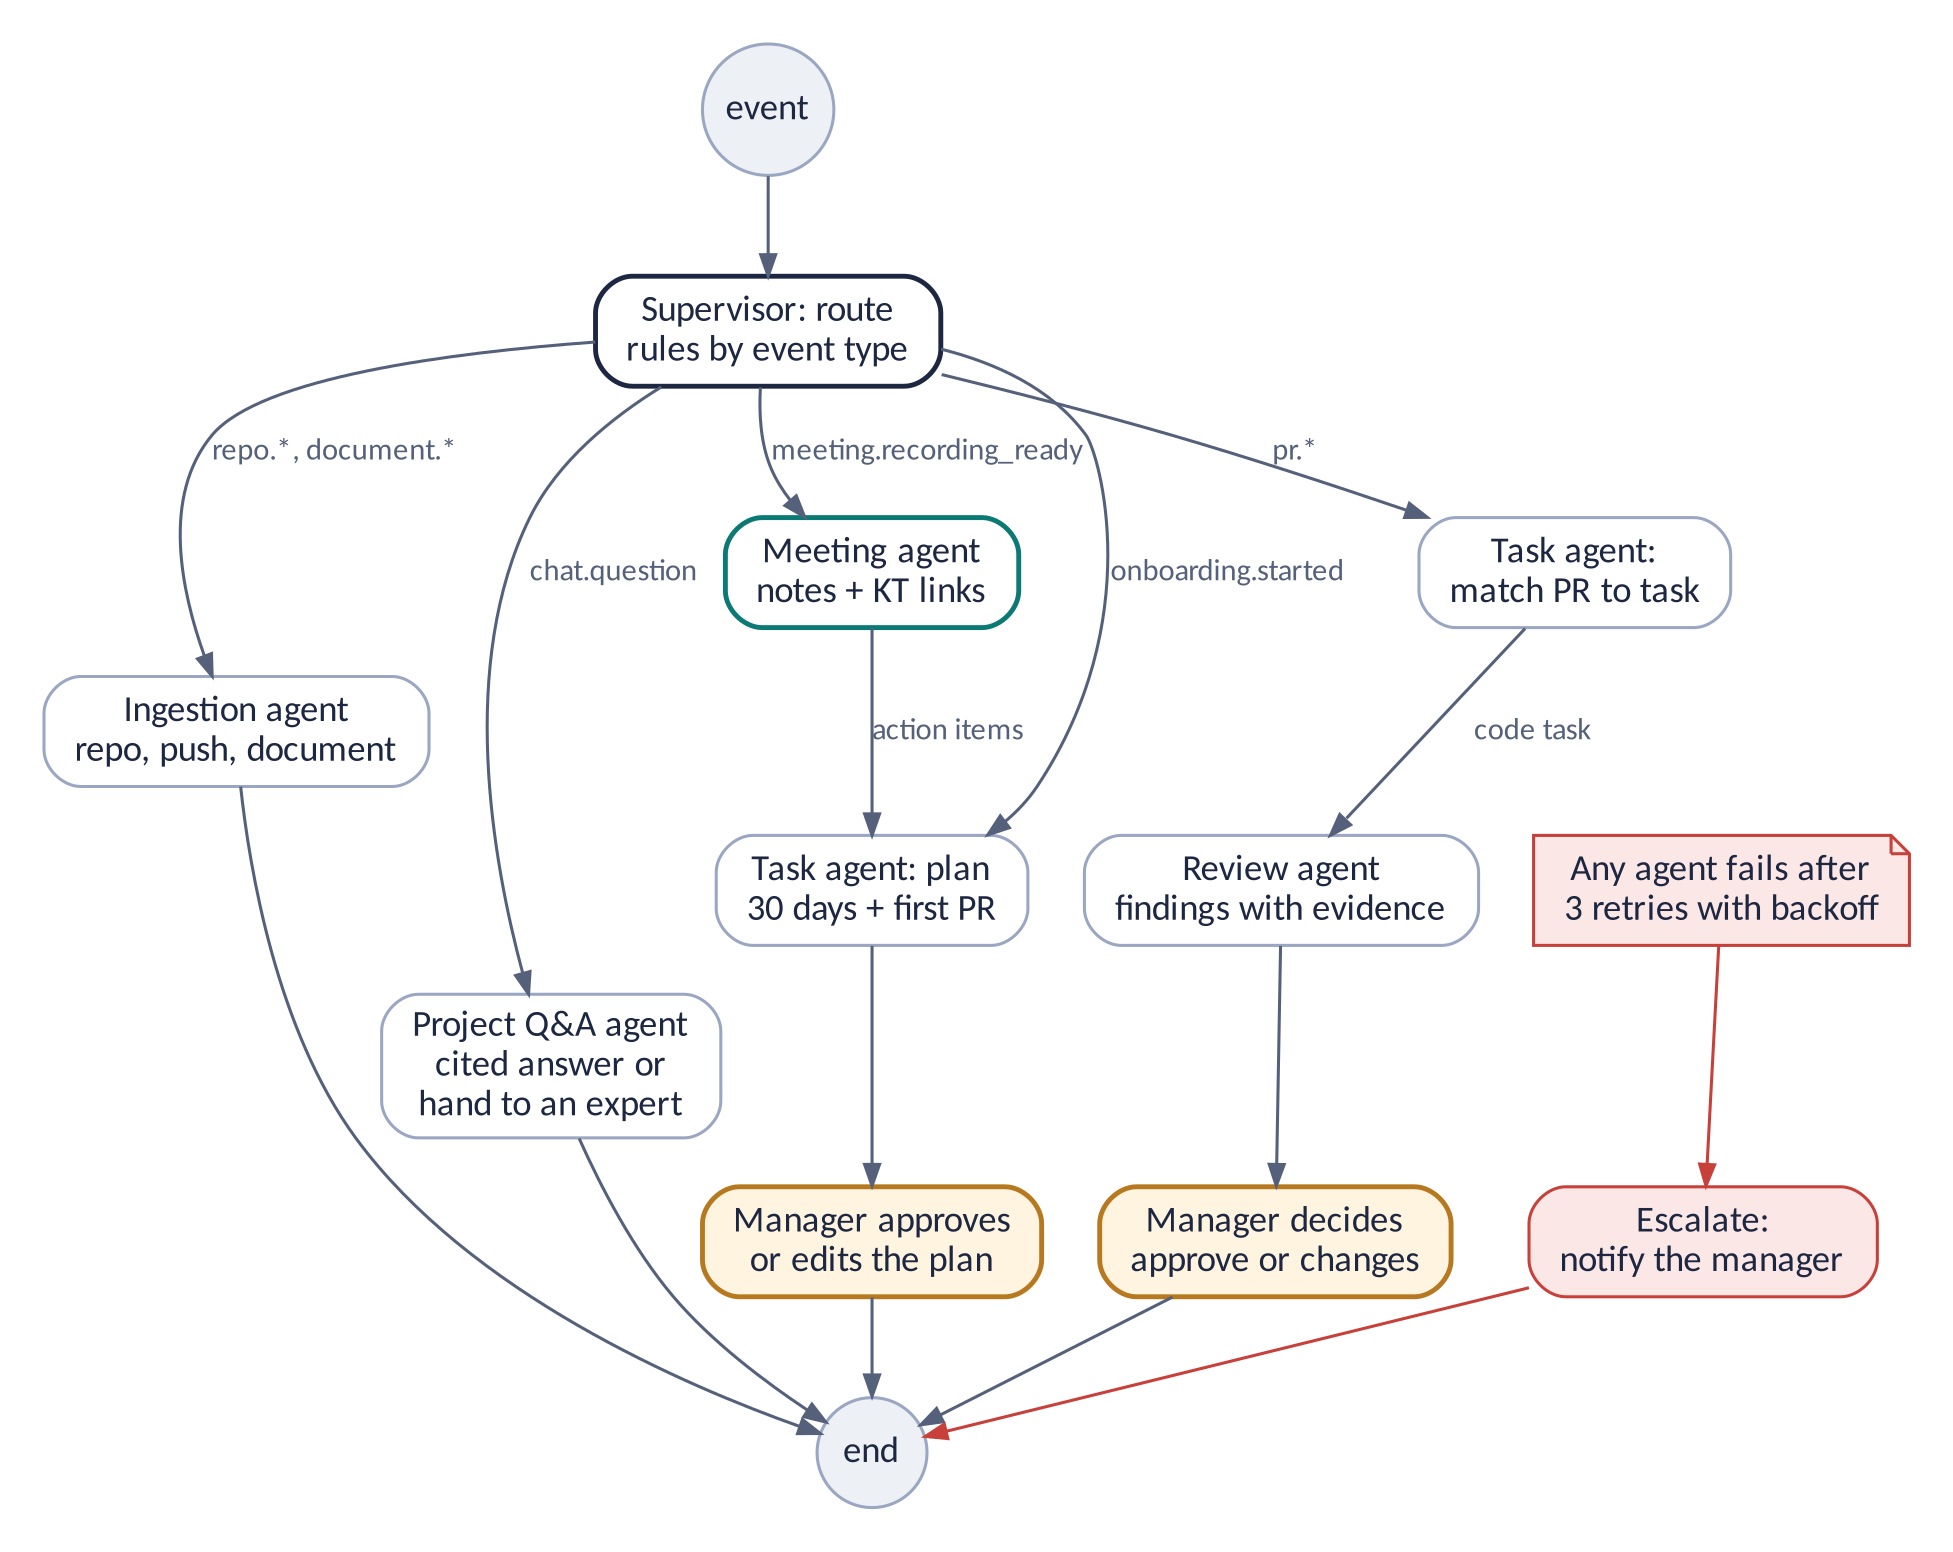 event
Supervisor: route
rules by event type
repo.*, document.*
meeting.recording_ready
pr.*
chat.question
Meeting agent
notes + KT links
onboarding.started
Task agent:
match PR to task
Ingestion agent
repo, push, document
action items
code task
Task agent: plan
30 days + first PR
Review agent
findings with evidence
Any agent fails after
3 retries with backoff
Project Q&A agent
cited answer or
hand to an expert
Manager approves
or edits the plan
Manager decides
approve or changes
Escalate:
notify the manager
end